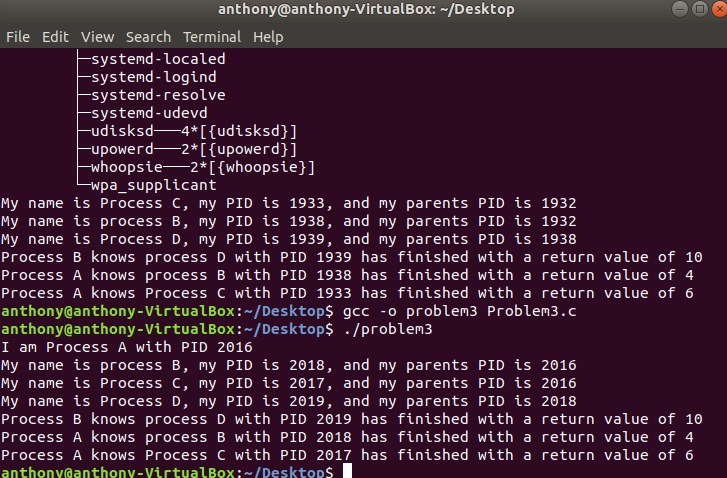 anthony@anthony-VirtualBox: ~/Desktop
File Edit View Search Terminal Help
├─systemd-localed
├─systemd-logind
├─systemd-resolve
├─systemd-udevd
├─udisksd───4*[{udisksd}]
├─upowerd───2*[{upowerd}]
├─whoopsie───2*[{whoopsie}]
└─wpa_supplicant
My name is Process C, my PID is 1933, and my parents PID is 1932
My name is process B, my PID is 1938, and my parents PID is 1932
My name is Process D, my PID is 1939, and my parents PID is 1938
Process B knows process D with PID 1939 has finished with a return value of 10
Process A knows process B with PID 1938 has finished with a return value of 4
Process A knows process C with PID 1933 has finished with a return value of 6
anthony@anthony-VirtualBox:~/Desktop$ gcc -o problem3 Problem3.c
anthony@anthony-VirtualBox:~/Desktop$ ./problem3
I am Process A with PID 2016
My name is process B, my PID is 2018, and my parents PID is 2016
My name is Process C, my PID is 2017, and my parents PID is 2016
My name is Process D, my PID is 2019, and my parents PID is 2018
Process B knows process D with PID 2019 has finished with a return value of 10
Process A knows process B with PID 2018 has finished with a return value of 4
Process A knows process C with PID 2017 has finished with a return value of 6
anthony@anthony-VirtualBox:~/Desktop$